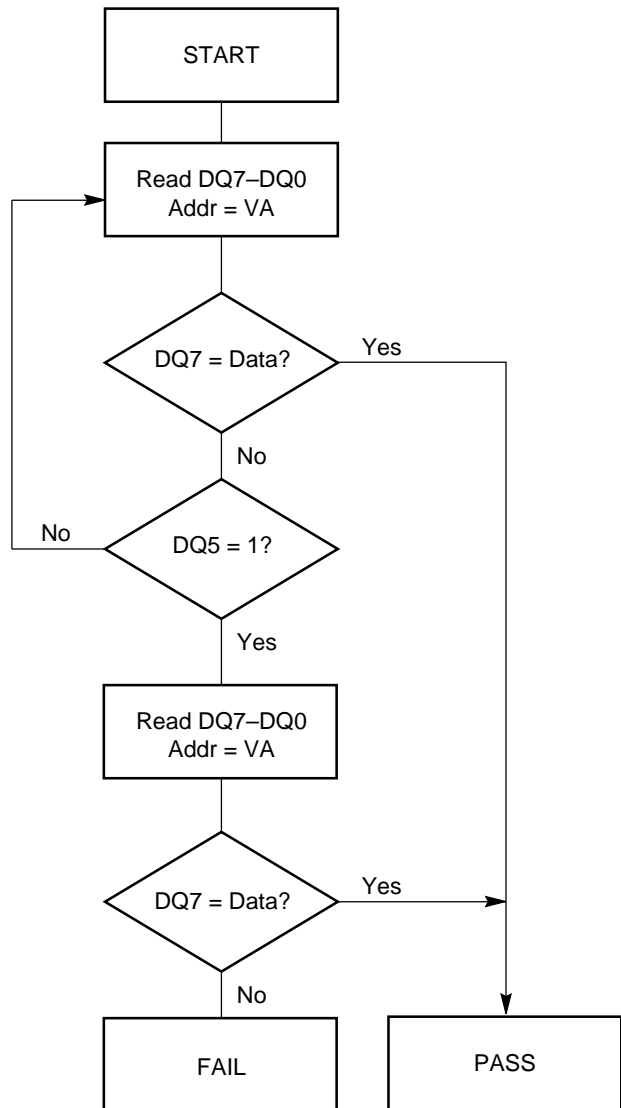 START
Read DQ7–DQ0
Addr = VA
DQ7 = Data?
Yes
No
DQ5 = 1?
No
Yes
Read DQ7–DQ0
Addr = VA
DQ7 = Data?
Yes
No
FAIL
PASS